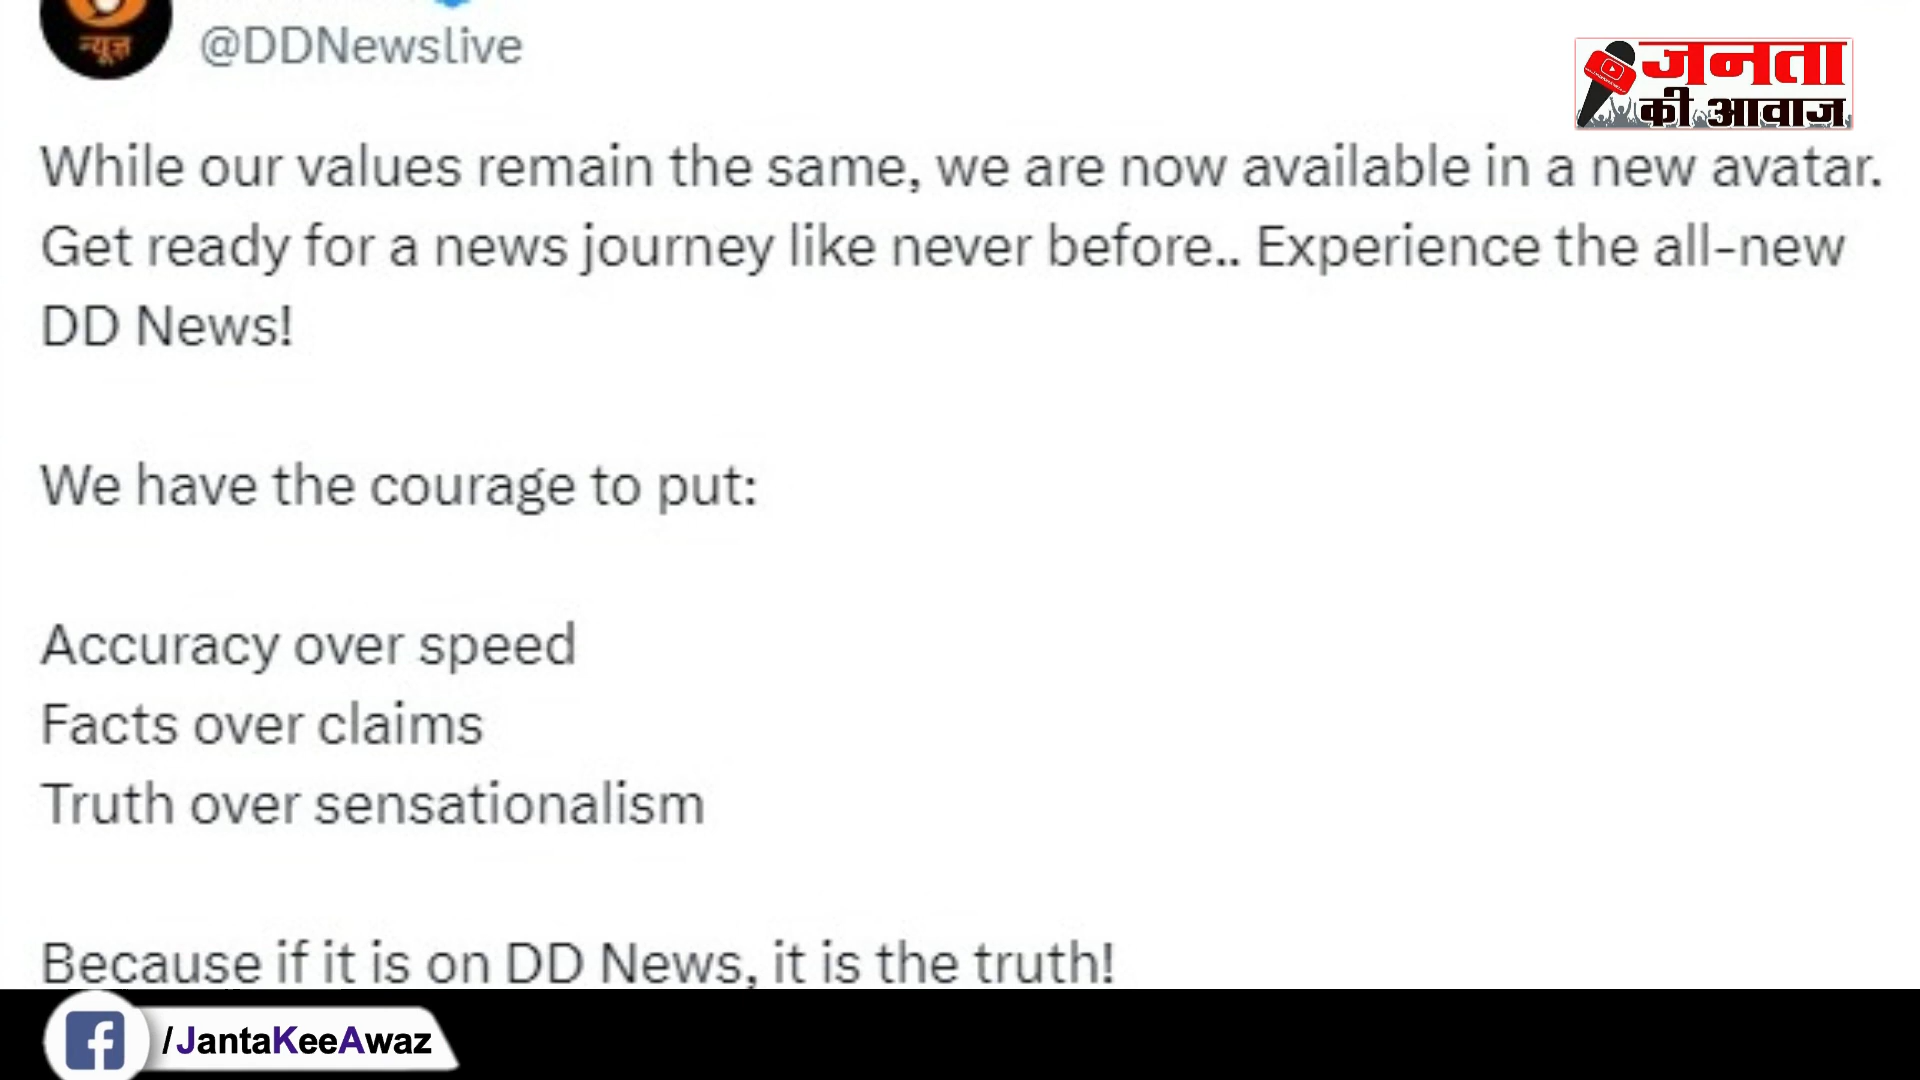 न्यूज़
@DDNewslive
जनता
की आवाज
While our values remain the same, we are now available in a new avatar.
Get ready for a news journey like never before.. Experience the all-new
DD News!
We have the courage to put:
Accuracy over speed
Facts over claims
Truth over sensationalism
Because if it is on DD News, it is the truth!
/JantaKeeAwaz